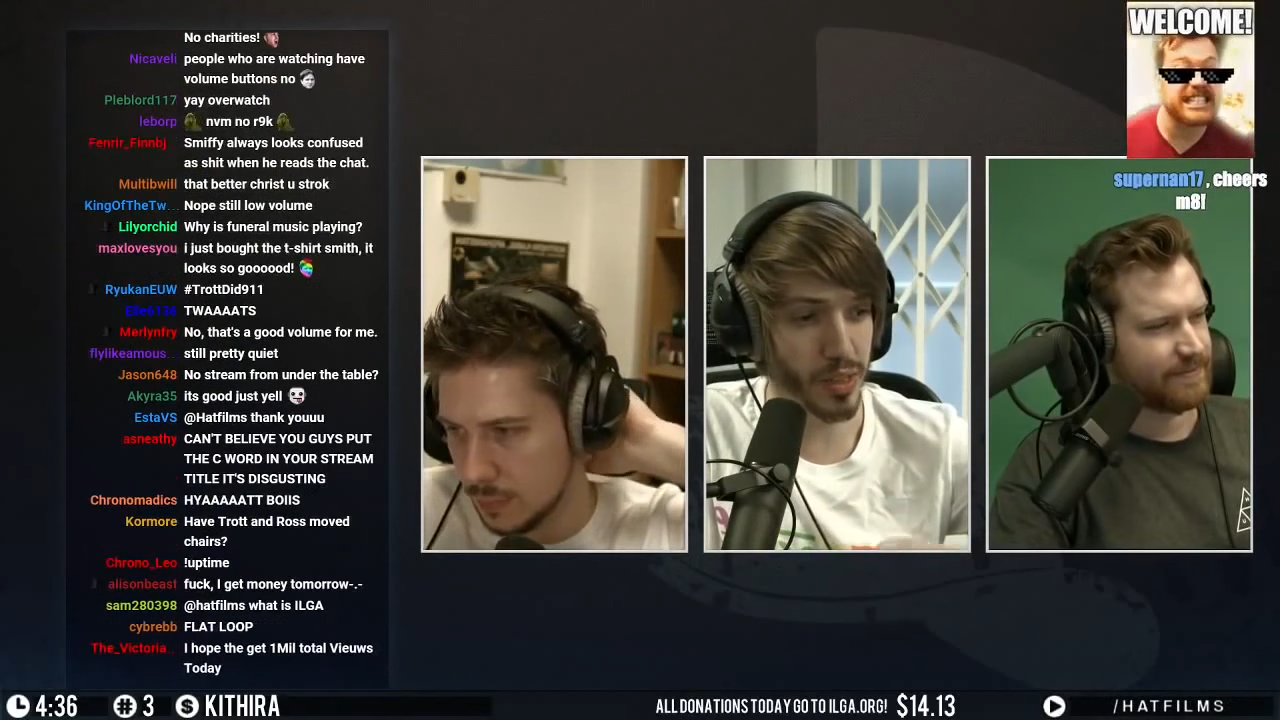 No charities!
Nicaveli people who are watching have
volume buttons no
Pleblord117 yay overwatch
leborp nvm no r9k
Fenrir_Finnbj Smiffy always looks confused
as shit when he reads the chat.
Multibwill that better christ u strok
KingOfTheTw... Nope still low volume
Lilyorchid Why is funeral music playing?
maxlovesyou i just bought the t-shirt smith, it
looks so goooood!
RyukanEUW #TrottDid911
Elle6136 TWAAAATS
Merlynfry No, that's a good volume for me.
flylikeamous... still pretty quiet
Jason648 No stream from under the table?
Akyra35 its good just yell
EstaVS @Hatfilms thank youuu
asneathy CAN'T BELIEVE YOU GUYS PUT
THE C WORD IN YOUR STREAM
TITLE IT'S DISGUSTING
Chronomadics HYAAAAATT BOIIS
Kormore Have Trott and Ross moved
chairs?
Chrono_Leo !uptime
alisonbeast fuck, I get money tomorrow-.-
sam280398 @hatfilms what is ILGA
cybrebb FLAT LOOP
The_Victoria... I hope the get 1Mil total Vieuws
Today
WELCOME!
supernan17, cheers
m8!
4:36 # 3 $ KITHIRA ALL DONATIONS TODAY GO TO ILGA.ORG! $14.13 /HATFILMS